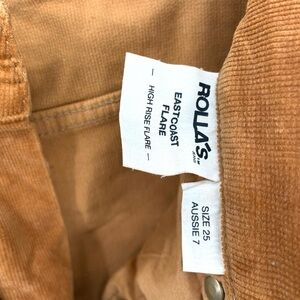 ROLLA'S
EASTCOAST
FLARE
— HIGH RISE FLARE —
SIZE 25
AUSSIE 7